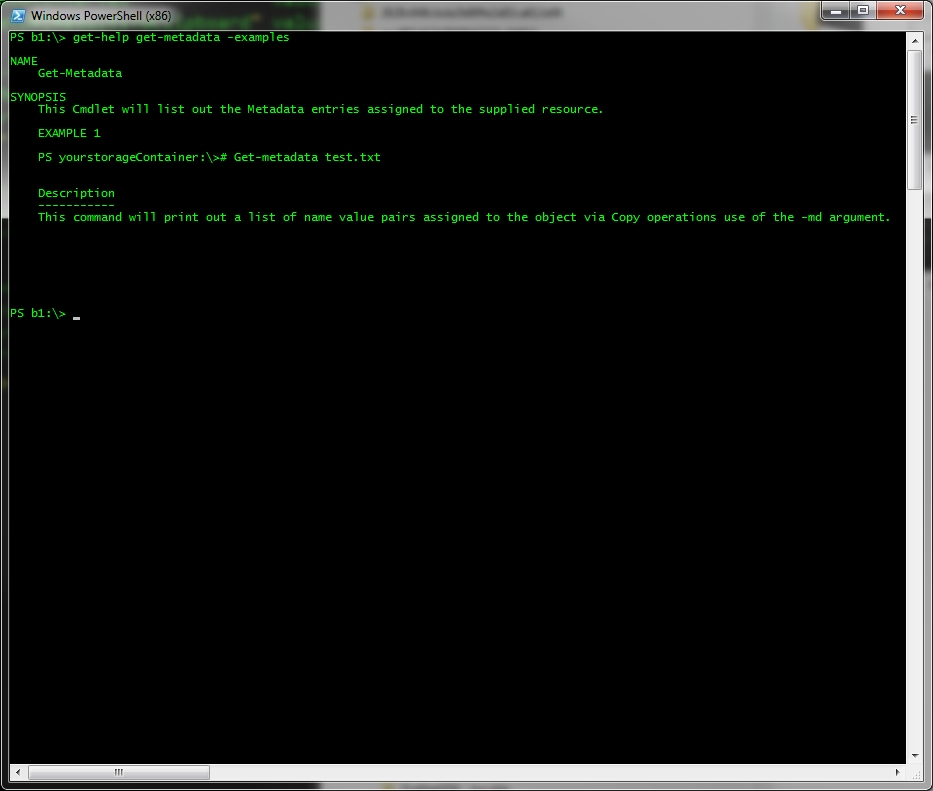 Windows PowerShell (x86)
PS b1:\> get-help get-metadata -examples
NAME
Get-Metadata
SYNOPSIS
This Cmdlet will list out the Metadata entries assigned to the supplied resource.
EXAMPLE 1
PS yourstorageContainer:\># Get-metadata test.txt
Description
-----------
This command will print out a list of name value pairs assigned to the object via Copy operations use of the -md argument.
PS b1:\> _